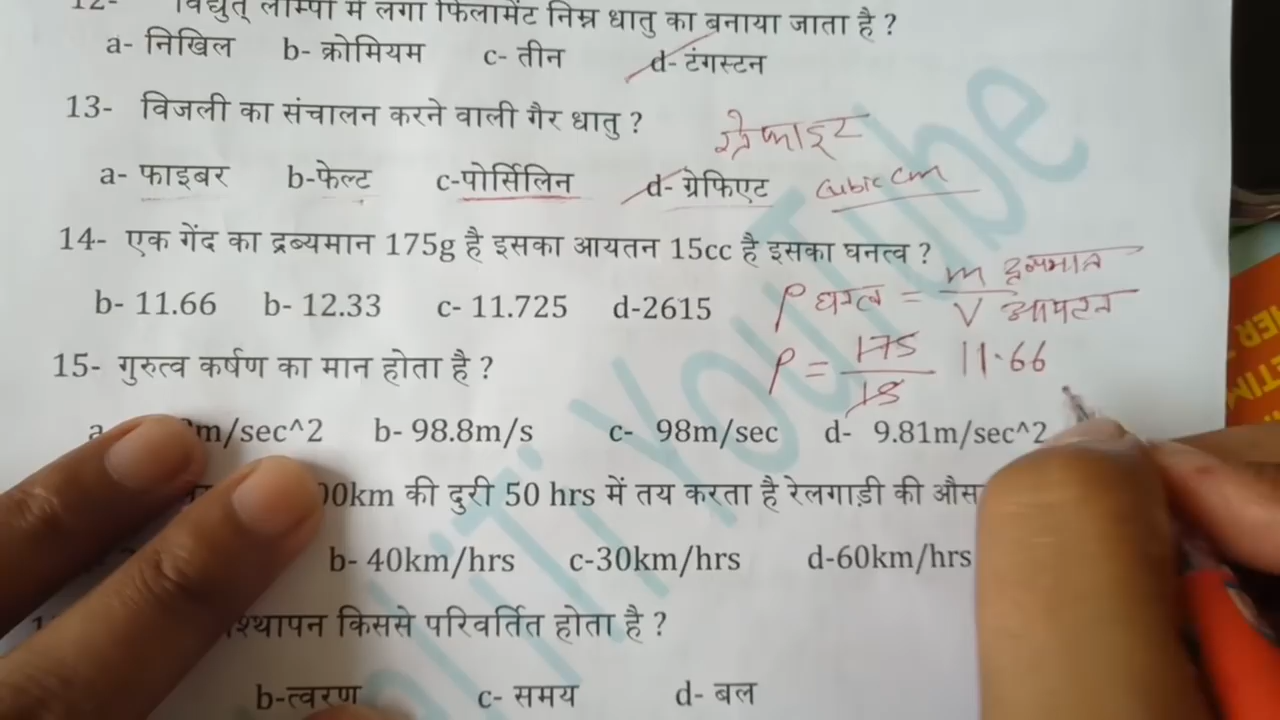 12- विद्युत् लाम्पों में लगा फिलामेंट निम्न धातु का बनाया जाता है ?
a- निखिल b- क्रोमियम c- तीन d- टंगस्टन
13- विजली का संचालन करने वाली गैर धातु ?
ग्रेफाइट
a- फाइबर b-फेल्ट c-पोर्सिलिन d- ग्रेफिएट cubic cm
14- एक गेंद का द्रब्यमान 175g है इसका आयतन 15cc है इसका घनत्व ?
b- 11.66 b- 12.33 c- 11.725 d-2615
ρ घनत्व = m द्रव्यमान / V आयतन
15- गुरुत्व कर्षण का मान होता है ?
ρ = 175 / 15 11.66
a m/sec^2 b- 98.8m/s c- 98m/sec d- 9.81m/sec^2
00km की दुरी 50 hrs में तय करता है रेलगाड़ी की औस
b- 40km/hrs c-30km/hrs d-60km/hrs
श्थापन किससे परिवर्तित होता है ?
b-त्वरण c- समय d- बल
ITI YouTube